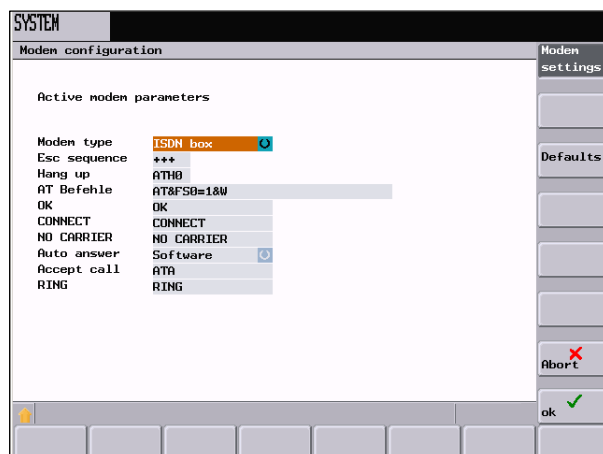 SYSTEM
Modem configuration
Modem
settings
Active modem parameters
Modem type ISDN box
Esc sequence +++
Defaults
Hang up ATH0
AT Befehle AT&FS0=1&W
OK OK
CONNECT CONNECT
NO CARRIER NO CARRIER
Auto answer Software
Accept call ATA
RING RING
Abort
ok